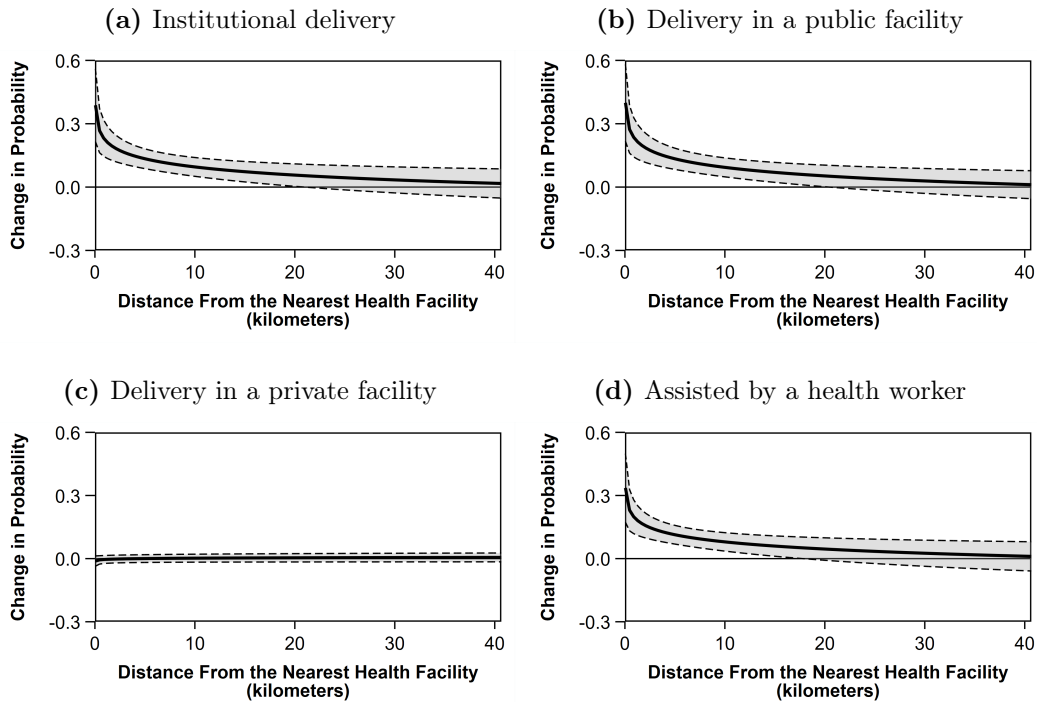 (a) Institutional delivery
Change in Probability
0.6
0.3
0.0
-0.3
0 10 20 30 40
Distance From the Nearest Health Facility
(kilometers)
(b) Delivery in a public facility
Change in Probability
0.6
0.3
0.0
-0.3
0 10 20 30 40
Distance From the Nearest Health Facility
(kilometers)
(c) Delivery in a private facility
Change in Probability
0.6
0.3
0.0
-0.3
0 10 20 30 40
Distance From the Nearest Health Facility
(kilometers)
(d) Assisted by a health worker
Change in Probability
0.6
0.3
0.0
-0.3
0 10 20 30 40
Distance From the Nearest Health Facility
(kilometers)